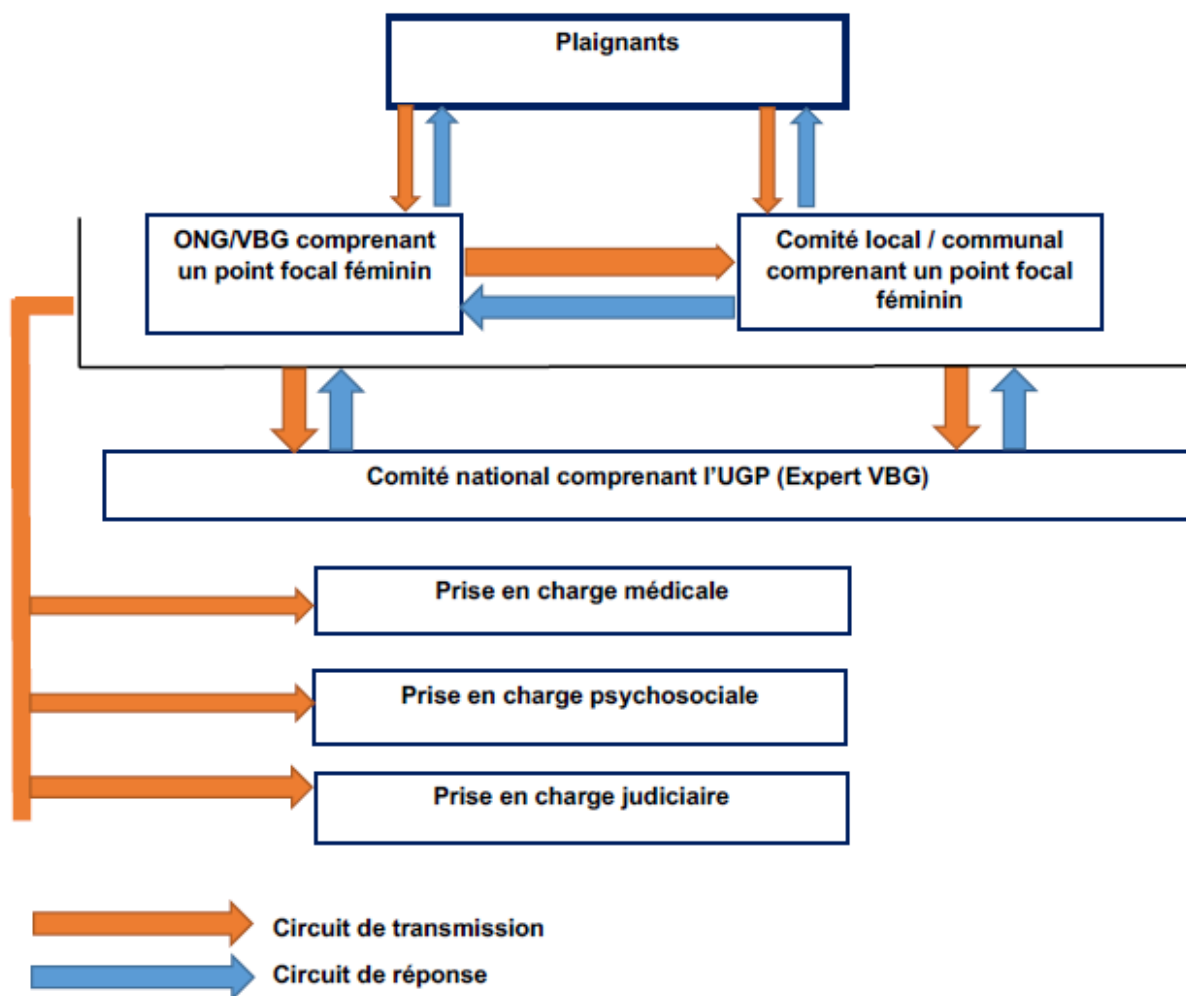 Plaignants
ONG/VBG comprenant
un point focal féminin
Comité local / communal
comprenant un point focal
féminin
Comité national comprenant l'UGP (Expert VBG)
Prise en charge médicale
Prise en charge psychosociale
Prise en charge judiciaire
Circuit de transmission
Circuit de réponse